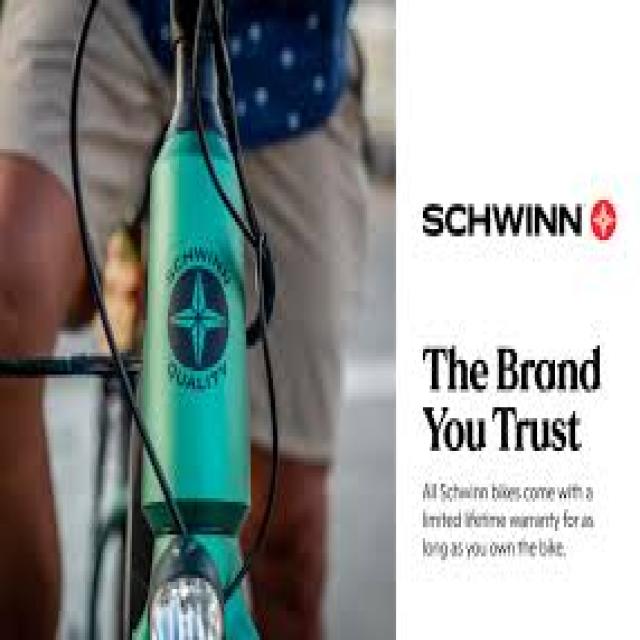 SCHWINN
QUALITY
SCHWINN
The Brand
You Trust
All Schwinn bikes come with a
limited lifetime warranty for as
long as you own the bike.